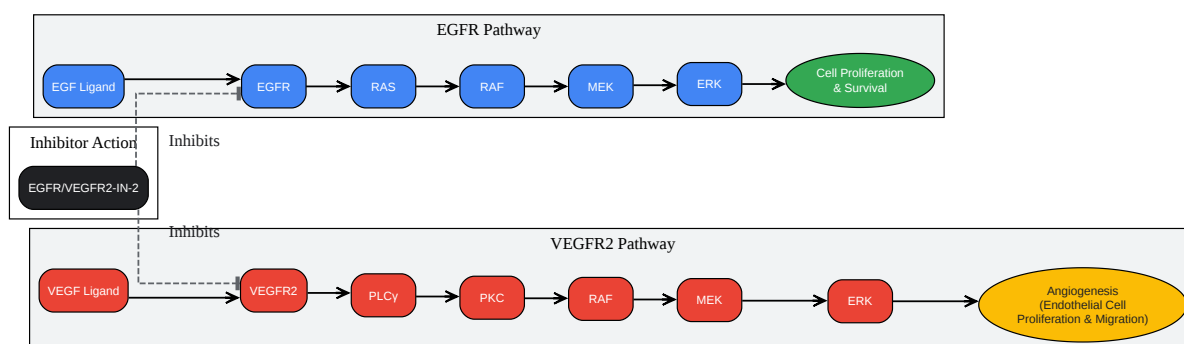 EGFR Pathway
EGF Ligand
EGFR
RAS
RAF
MEK
ERK
Cell Proliferation
& Survival
Inhibits
Inhibitor Action
EGFR/VEGFR2-IN-2
Inhibits
VEGFR2 Pathway
VEGF Ligand
VEGFR2
PLCγ
PKC
RAF
MEK
ERK
Angiogenesis
(Endothelial Cell
Proliferation & Migration)